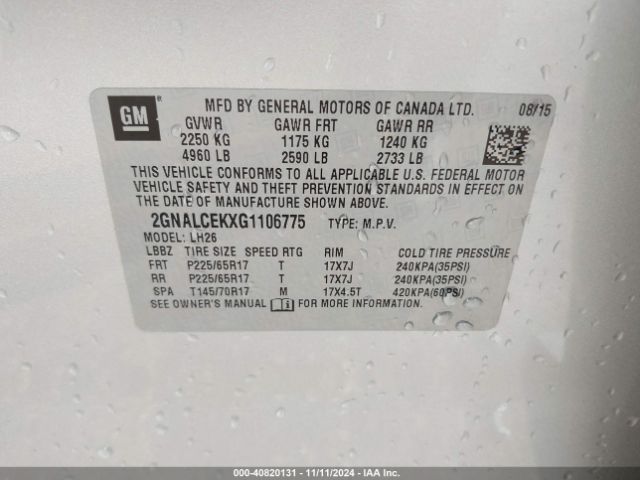 GM
MFD BY GENERAL MOTORS OF CANADA LTD. 08/15
GVWR GAWR FRT GAWR RR
2250 KG 1175 KG 1240 KG
4960 LB 2590 LB 2733 LB
THIS VEHICLE CONFORMS TO ALL APPLICABLE U.S. FEDERAL MOTOR
VEHICLE SAFETY AND THEFT PREVENTION STANDARDS IN EFFECT ON
THE DATE OF MANUFACTURE SHOWN ABOVE.
2GNALCEKXG1106775 TYPE: M.P.V.
MODEL: LH26
LBBZ TIRE SIZE SPEED RTG RIM COLD TIRE PRESSURE
FRT P225/65R17 T 17X7J 240KPA(35PSI)
RR P225/65R17 T 17X7J 240KPA(35PSI)
SPA T145/70R17 M 17X4.5T 420KPA(60PSI)
SEE OWNER'S MANUAL FOR MORE INFORMATION.
000-40820131 - 11/11/2024 - IAA Inc.